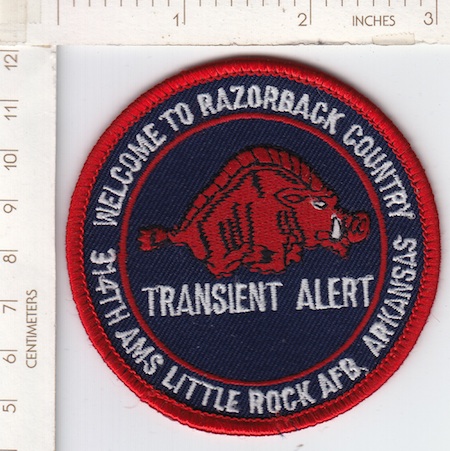 1 2 INCHES 3
12
11
10
9
8
7
6
5
CENTIMETERS
WELCOME TO RAZORBACK COUNTRY
TRANSIENT ALERT
314TH AMS LITTLE ROCK AFB, ARKANSAS